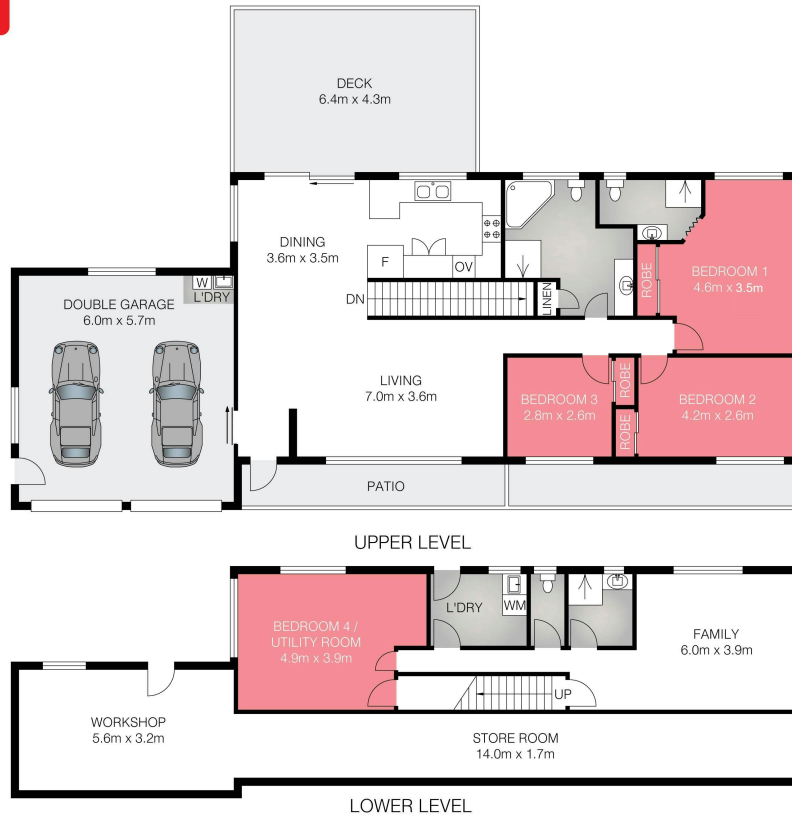 DECK
6.4m x 4.3m
DINING
3.6m x 3.5m
F
OV
BEDROOM 1
4.6m x 3.5m
ROBE
W
L'DRY
DOUBLE GARAGE
6.0m x 5.7m
DN
LINEN
LIVING
7.0m x 3.6m
BEDROOM 3
2.8m x 2.6m
ROBE
ROBE
BEDROOM 2
4.2m x 2.6m
PATIO
UPPER LEVEL
BEDROOM 4 /
UTILITY ROOM
4.9m x 3.9m
L'DRY
WM
FAMILY
6.0m x 3.9m
UP
WORKSHOP
5.6m x 3.2m
STORE ROOM
14.0m x 1.7m
LOWER LEVEL